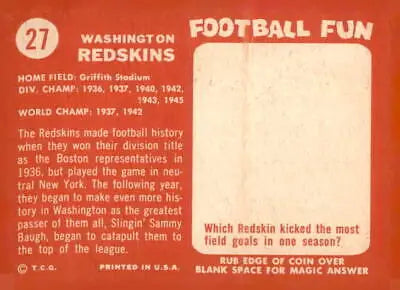 27
WASHINGTON
REDSKINS
HOME FIELD: Griffith Stadium
DIV. CHAMP: 1936, 1937, 1940, 1942,
1943, 1945
WORLD CHAMP: 1937, 1942
The Redskins made football history
when they won their division title
as the Boston representatives in
1936, but played the game in neu-
tral New York. The following year,
they began to make even more history
in Washington as the greatest
passer of them all, Slingin' Sammy
Baugh, began to catapult them to the
top of the league.
© T.C.G. PRINTED IN U.S.A.
FOOTBALL FUN
Which Redskin kicked the most
field goals in one season?
RUB EDGE OF COIN OVER
BLANK SPACE FOR MAGIC ANSWER